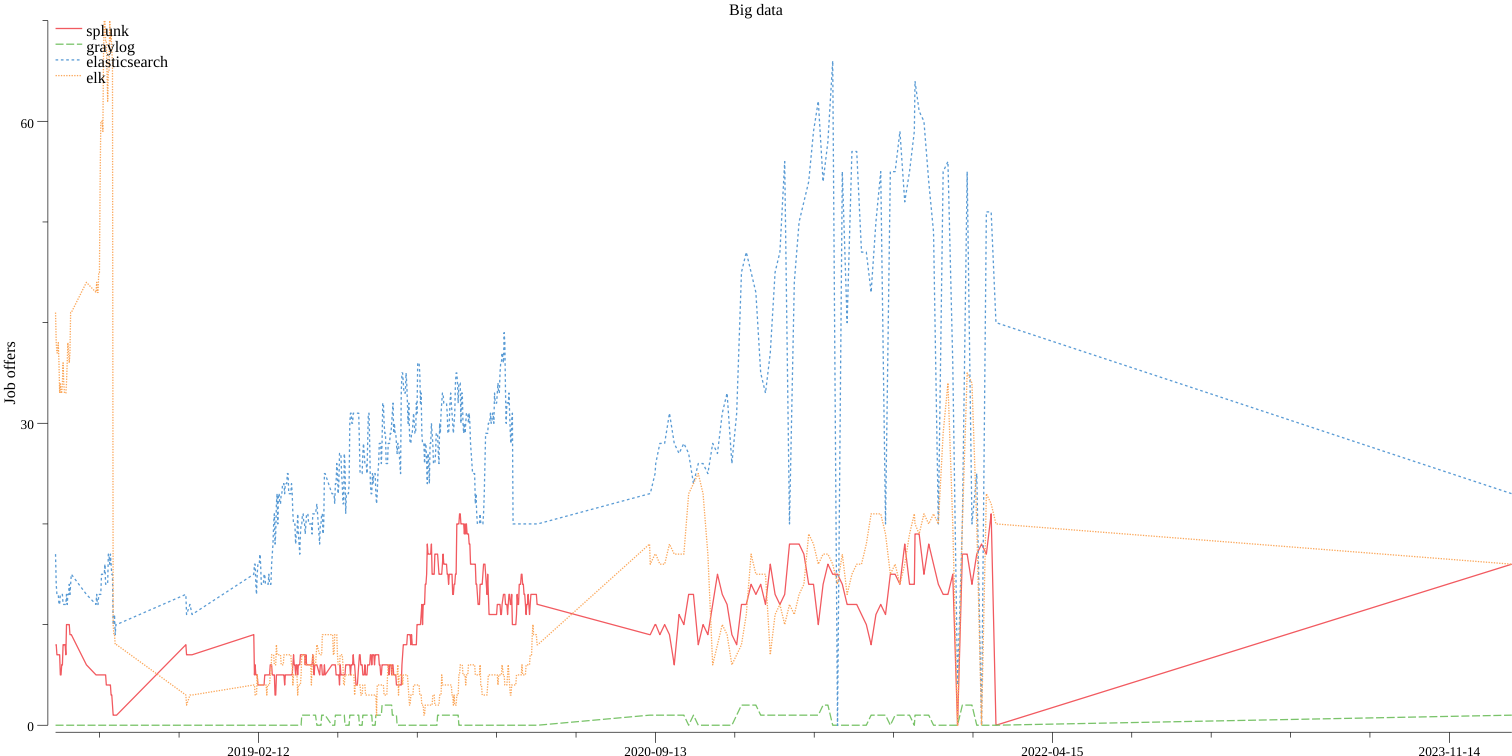 Big data
splunk
graylog
elasticsearch
elk
60
Job offers
30
0
2019-02-12
2020-09-13
2022-04-15
2023-11-14